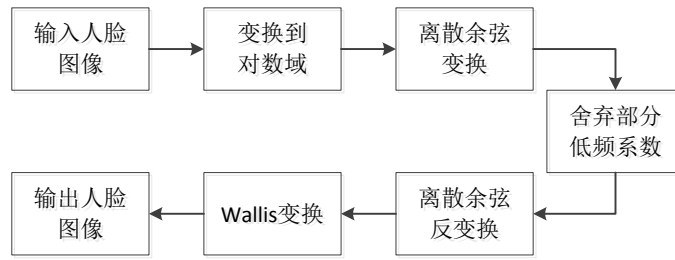 输入人脸
图像
变换到
对数域
离散余弦
变换
舍弃部分
低频系数
离散余弦
反变换
Wallis变换
输出人脸
图像